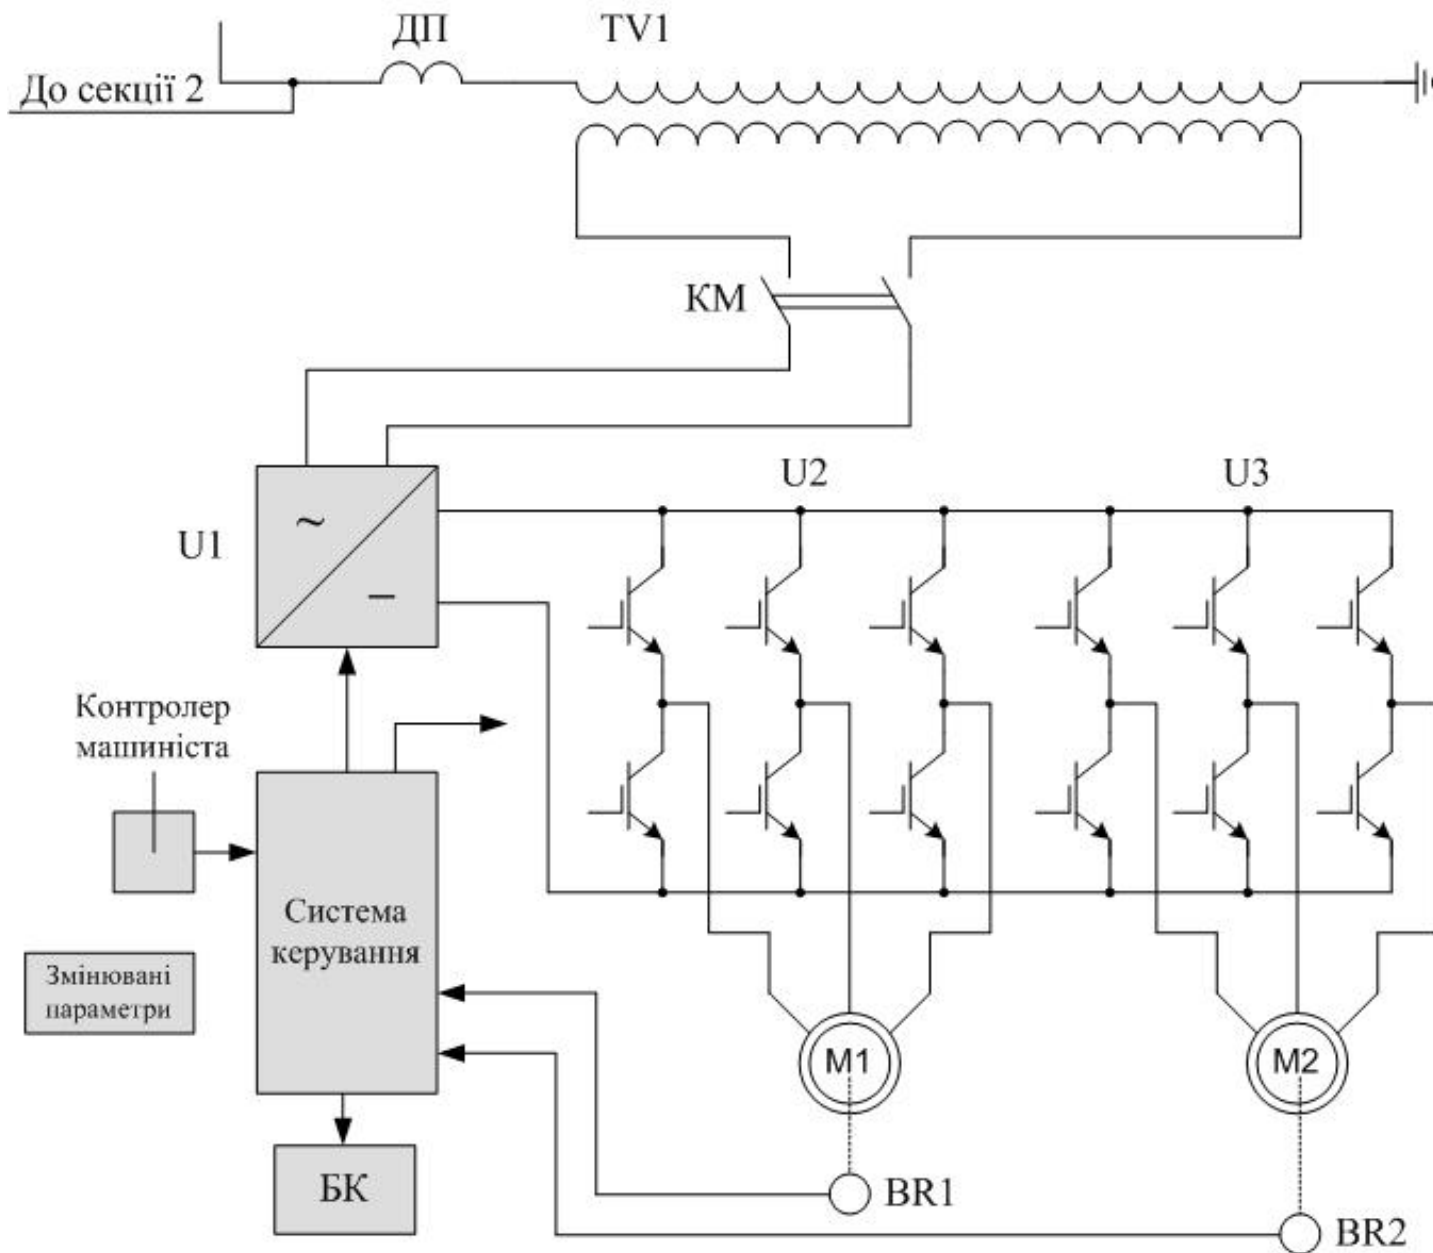 ДП
TV1
До секції 2
КМ
U2
U3
~
U1
–
Контролер
машиніста
Система
керування
Змінювані
параметри
M1
M2
БК
BR1
BR2